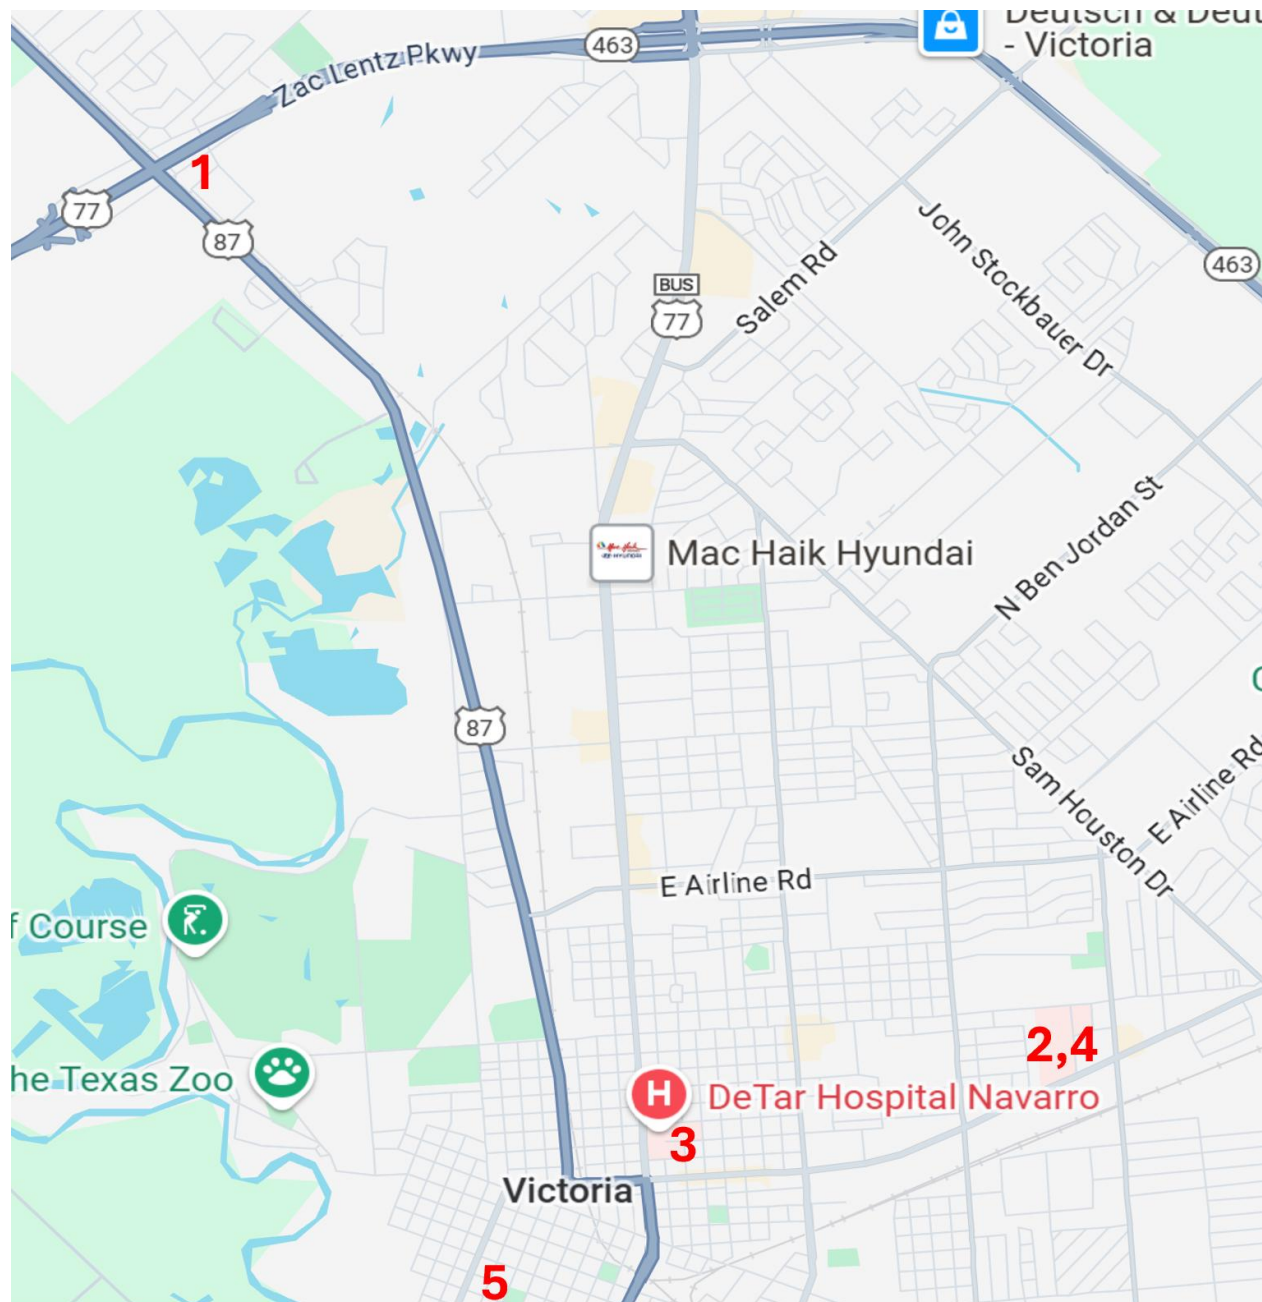 Deutsch & Deut
- Victoria
463
Zac Lentz Pkwy
1
77
87
John Stockbauer Dr
463
Salem Rd
BUS
77
N Ben Jordan St
Mac Haik Hyundai
87
Sam Houston Dr
E Airline Rd
E Airline Rd
f Course
2,4
he Texas Zoo
H
DeTar Hospital Navarro
3
Victoria
5